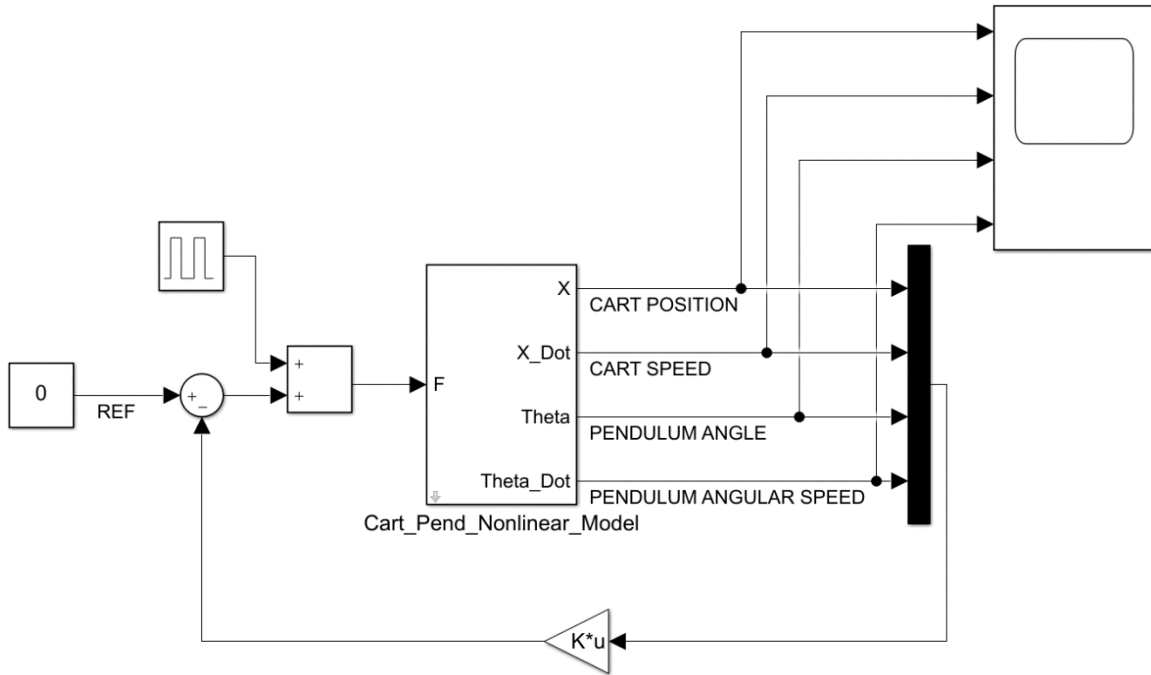 X
CART POSITION
X_Dot
CART SPEED
+
0
REF
+
−
+
F
Theta
PENDULUM ANGLE
Theta_Dot
PENDULUM ANGULAR SPEED
Cart_Pend_Nonlinear_Model
K*u